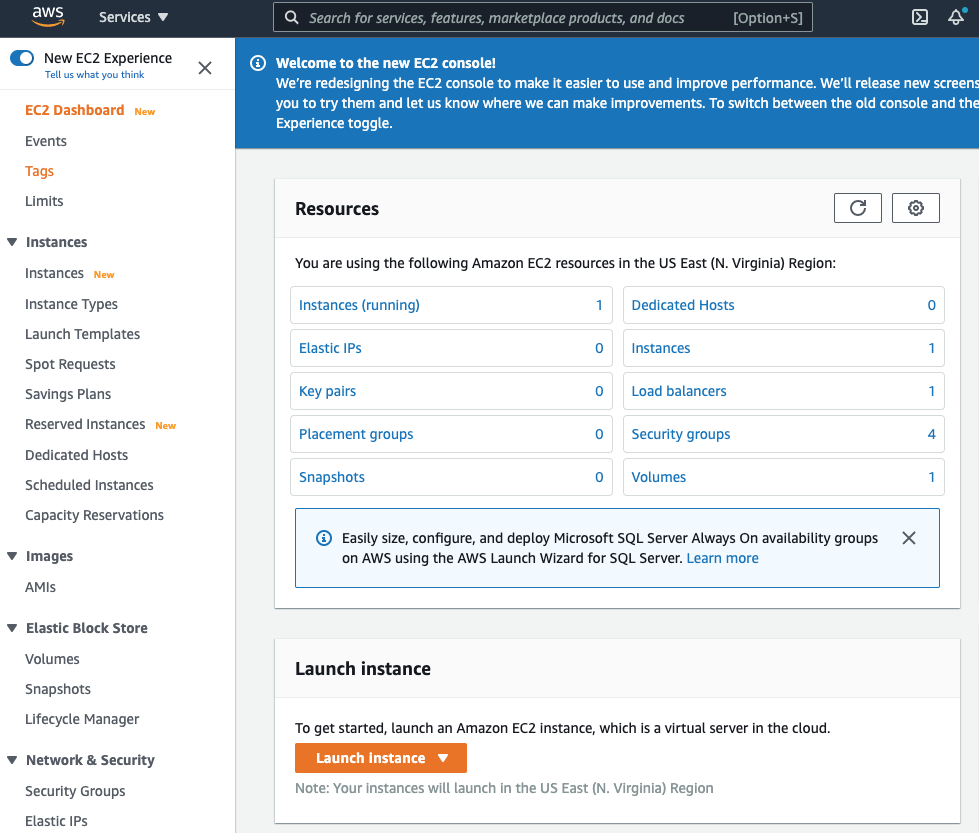 aws
Services
Search for services, features, marketplace products, and docs
[Option+S]
New EC2 Experience
Tell us what you think
EC2 Dashboard New
Events
Tags
Limits
Instances
Instances New
Instance Types
Launch Templates
Spot Requests
Savings Plans
Reserved Instances New
Dedicated Hosts
Scheduled Instances
Capacity Reservations
Images
AMIs
Elastic Block Store
Volumes
Snapshots
Lifecycle Manager
Network & Security
Security Groups
Elastic IPs
Welcome to the new EC2 console!
We're redesigning the EC2 console to make it easier to use and improve performance. We'll release new screens
you to try them and let us know where we can make improvements. To switch between the old console and the
Experience toggle.
Resources
You are using the following Amazon EC2 resources in the US East (N. Virginia) Region:
Instances (running) 1
Dedicated Hosts 0
Elastic IPs 0
Instances 1
Key pairs 0
Load balancers 1
Placement groups 0
Security groups 4
Snapshots 0
Volumes 1
Easily size, configure, and deploy Microsoft SQL Server Always On availability groups
on AWS using the AWS Launch Wizard for SQL Server. Learn more
Launch instance
To get started, launch an Amazon EC2 instance, which is a virtual server in the cloud.
Launch instance
Note: Your instances will launch in the US East (N. Virginia) Region